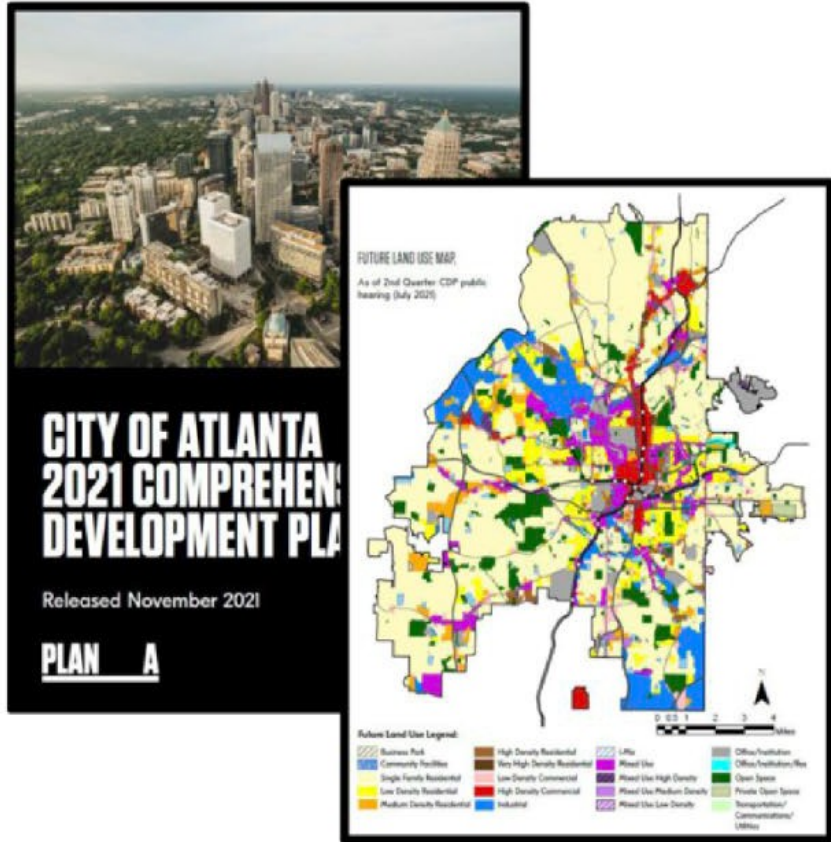 CITY OF ATLANTA
2021 COMPREHENS
DEVELOPMENT PLA
Released November 2021
PLAN A
FUTURE LAND USE MAP,
As of 2nd Quarter CDP public
hearing (July 2021)
N
0 0.5 1 2 3 4
Miles
Future Land Use Legend:
Business Park
Community Facilities
Single Family Residential
Low Density Residential
Medium Density Residential
High Density Residential
Very High Density Residential
Low Density Commercial
High Density Commercial
Industrial
I-Mix
Mixed Use
Mixed Use High Density
Mixed Use Medium Density
Mixed Use Low Density
Office/Institution
Office/Institution/Res
Open Space
Private Open Space
Transportation/
Communications/
Utilities